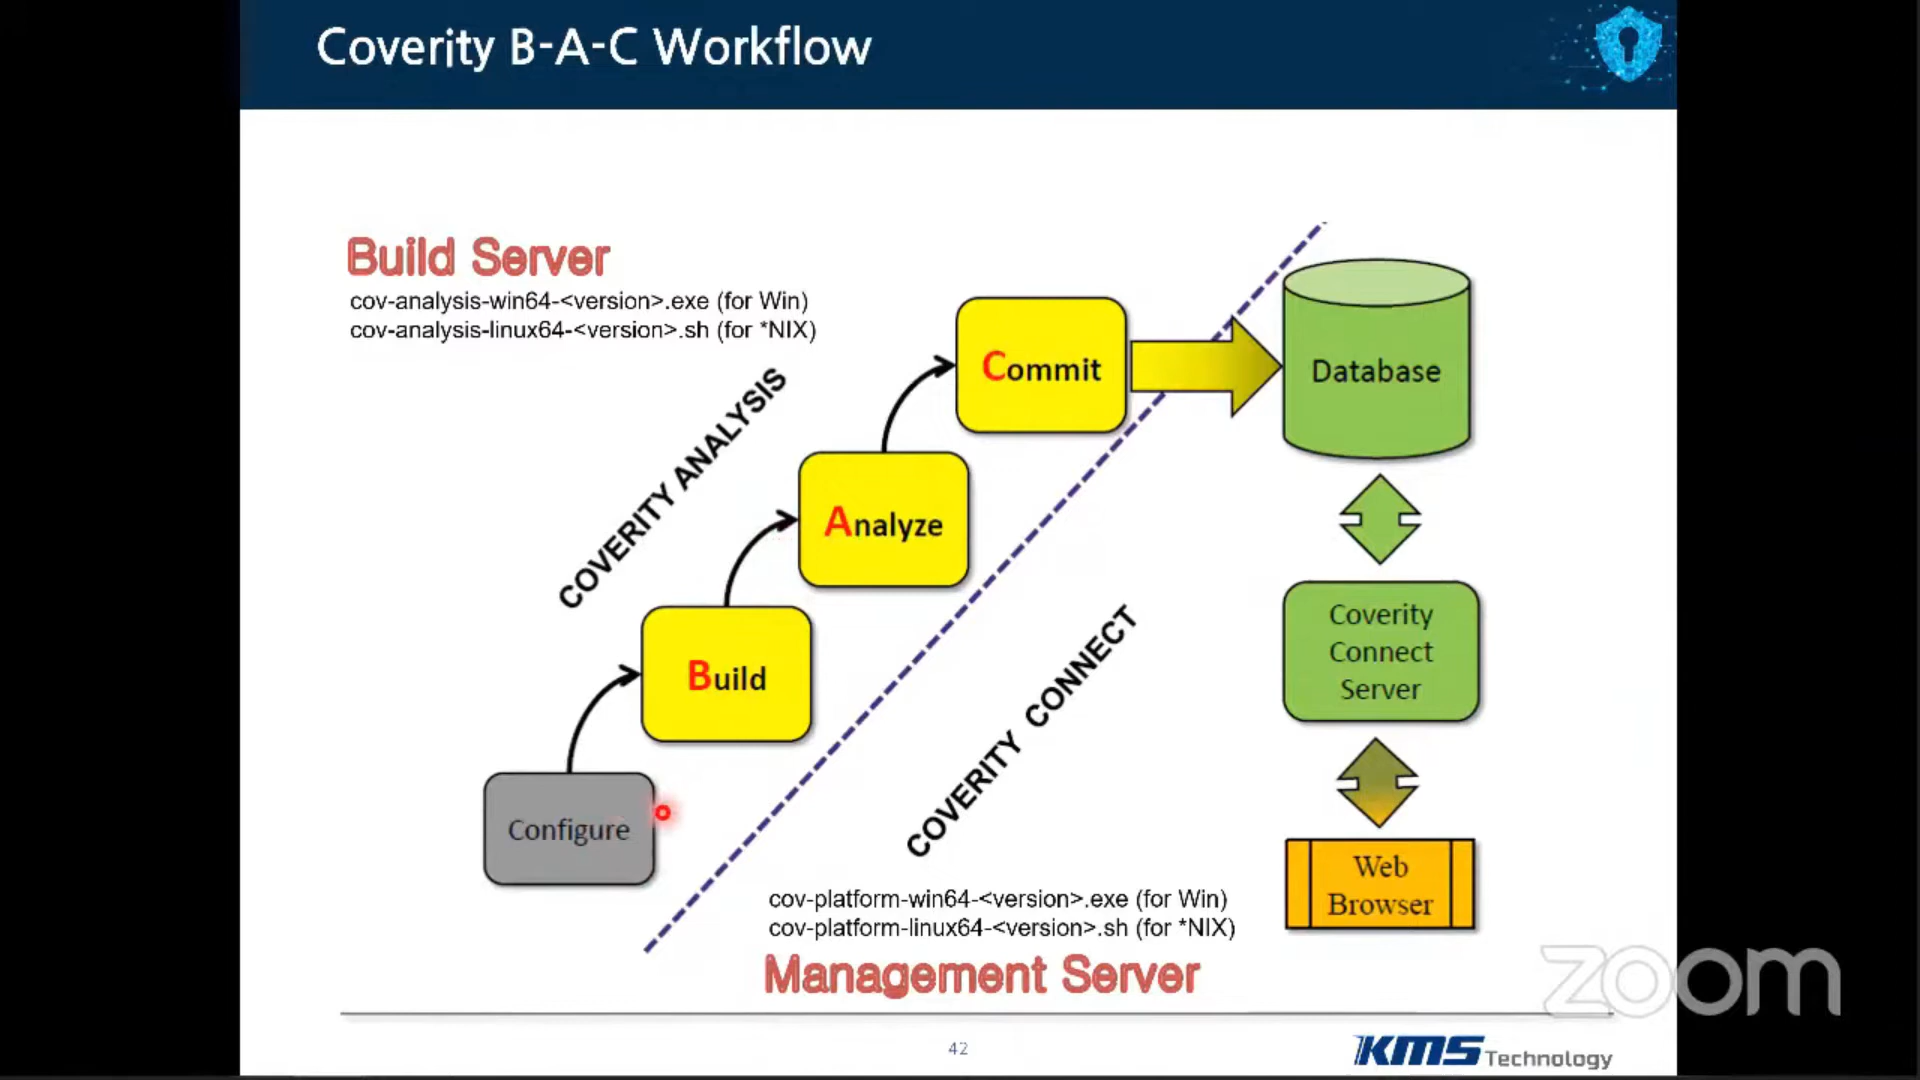 Coverity B-A-C Workflow
Build Server
cov-analysis-win64-<version>.exe (for Win)
cov-analysis-linux64-<version>.sh (for *NIX)
COVERITY ANALYSIS
Commit
Database
Analyze
Build
Configure
COVERITY CONNECT
Coverity
Connect
Server
Web
Browser
cov-platform-win64-<version>.exe (for Win)
cov-platform-linux64-<version>.sh (for *NIX)
Management Server
zoom
42
KMS Technology